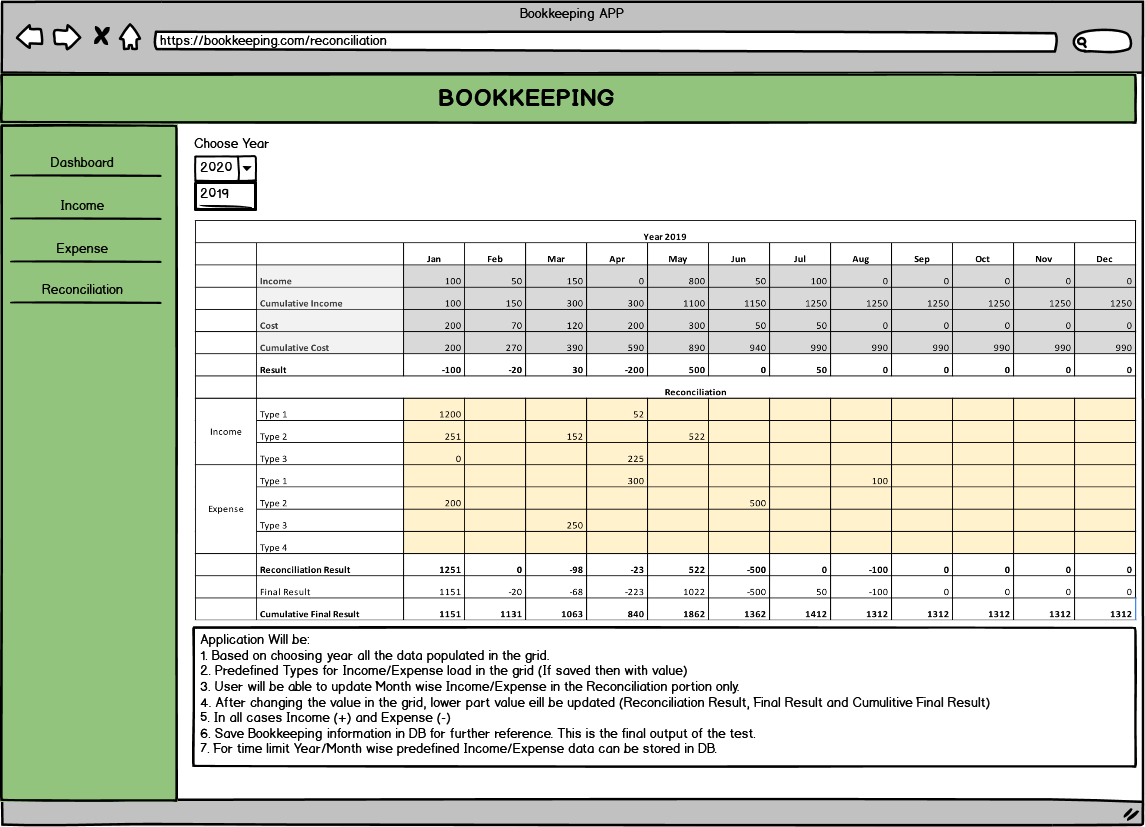 Bookkeeping APP
https://bookkeeping.com/reconciliation
BOOKKEEPING
Dashboard
Income
Expense
Reconciliation
Choose Year
2020
2019
Year 2019
Jan Feb Mar Apr May Jun Jul Aug Sep Oct Nov Dec
Income 100 50 150 0 800 50 100 0 0 0 0 0
Cumulative Income 100 150 300 300 1100 1150 1250 1250 1250 1250 1250 1250
Cost 200 70 120 200 300 50 50 0 0 0 0 0
Cumulative Cost 200 270 390 590 890 940 990 990 990 990 990 990
Result -100 -20 30 -200 500 0 50 0 0 0 0 0
Reconciliation
Income
Type 1 1200 52
Type 2 251 152 522
Type 3 0 225
Expense
Type 1 300 100
Type 2 200 500
Type 3 250
Type 4
Reconciliation Result 1251 0 -98 -23 522 -500 0 -100 0 0 0 0
Final Result 1151 -20 -68 -223 1022 -500 50 -100 0 0 0 0
Cumulative Final Result 1151 1131 1063 840 1862 1362 1412 1312 1312 1312 1312 1312
Application Will be:
1. Based on choosing year all the data populated in the grid.
2. Predefined Types for Income/Expense load in the grid (If saved then with value)
3. User will be able to update Month wise Income/Expense in the Reconciliation portion only.
4. After changing the value in the grid, lower part value eill be updated (Reconciliation Result, Final Result and Cumulitive Final Result)
5. In all cases Income (+) and Expense (-)
6. Save Bookkeeping information in DB for further reference. This is the final output of the test.
7. For time limit Year/Month wise predefined Income/Expense data can be stored in DB.